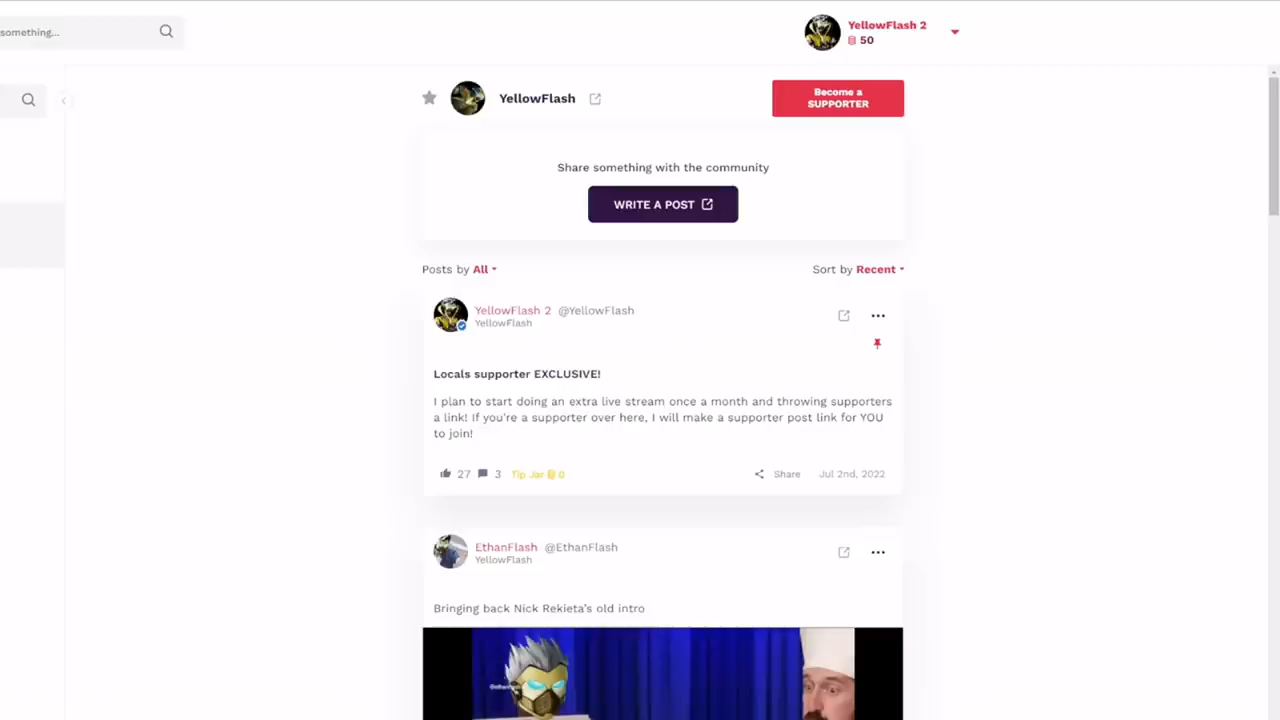 something...
YellowFlash 2
50
YellowFlash
Become a
SUPPORTER
Share something with the community
WRITE A POST
Posts by All
Sort by Recent
YellowFlash 2 @YellowFlash
YellowFlash
Locals supporter EXCLUSIVE!
I plan to start doing an extra live stream once a month and throwing supporters
a link! If you're a supporter over here, I will make a supporter post link for YOU
to join!
27 3 Tip Jar 0
Share Jul 2nd, 2022
EthanFlash @EthanFlash
YellowFlash
Bringing back Nick Rekieta's old intro